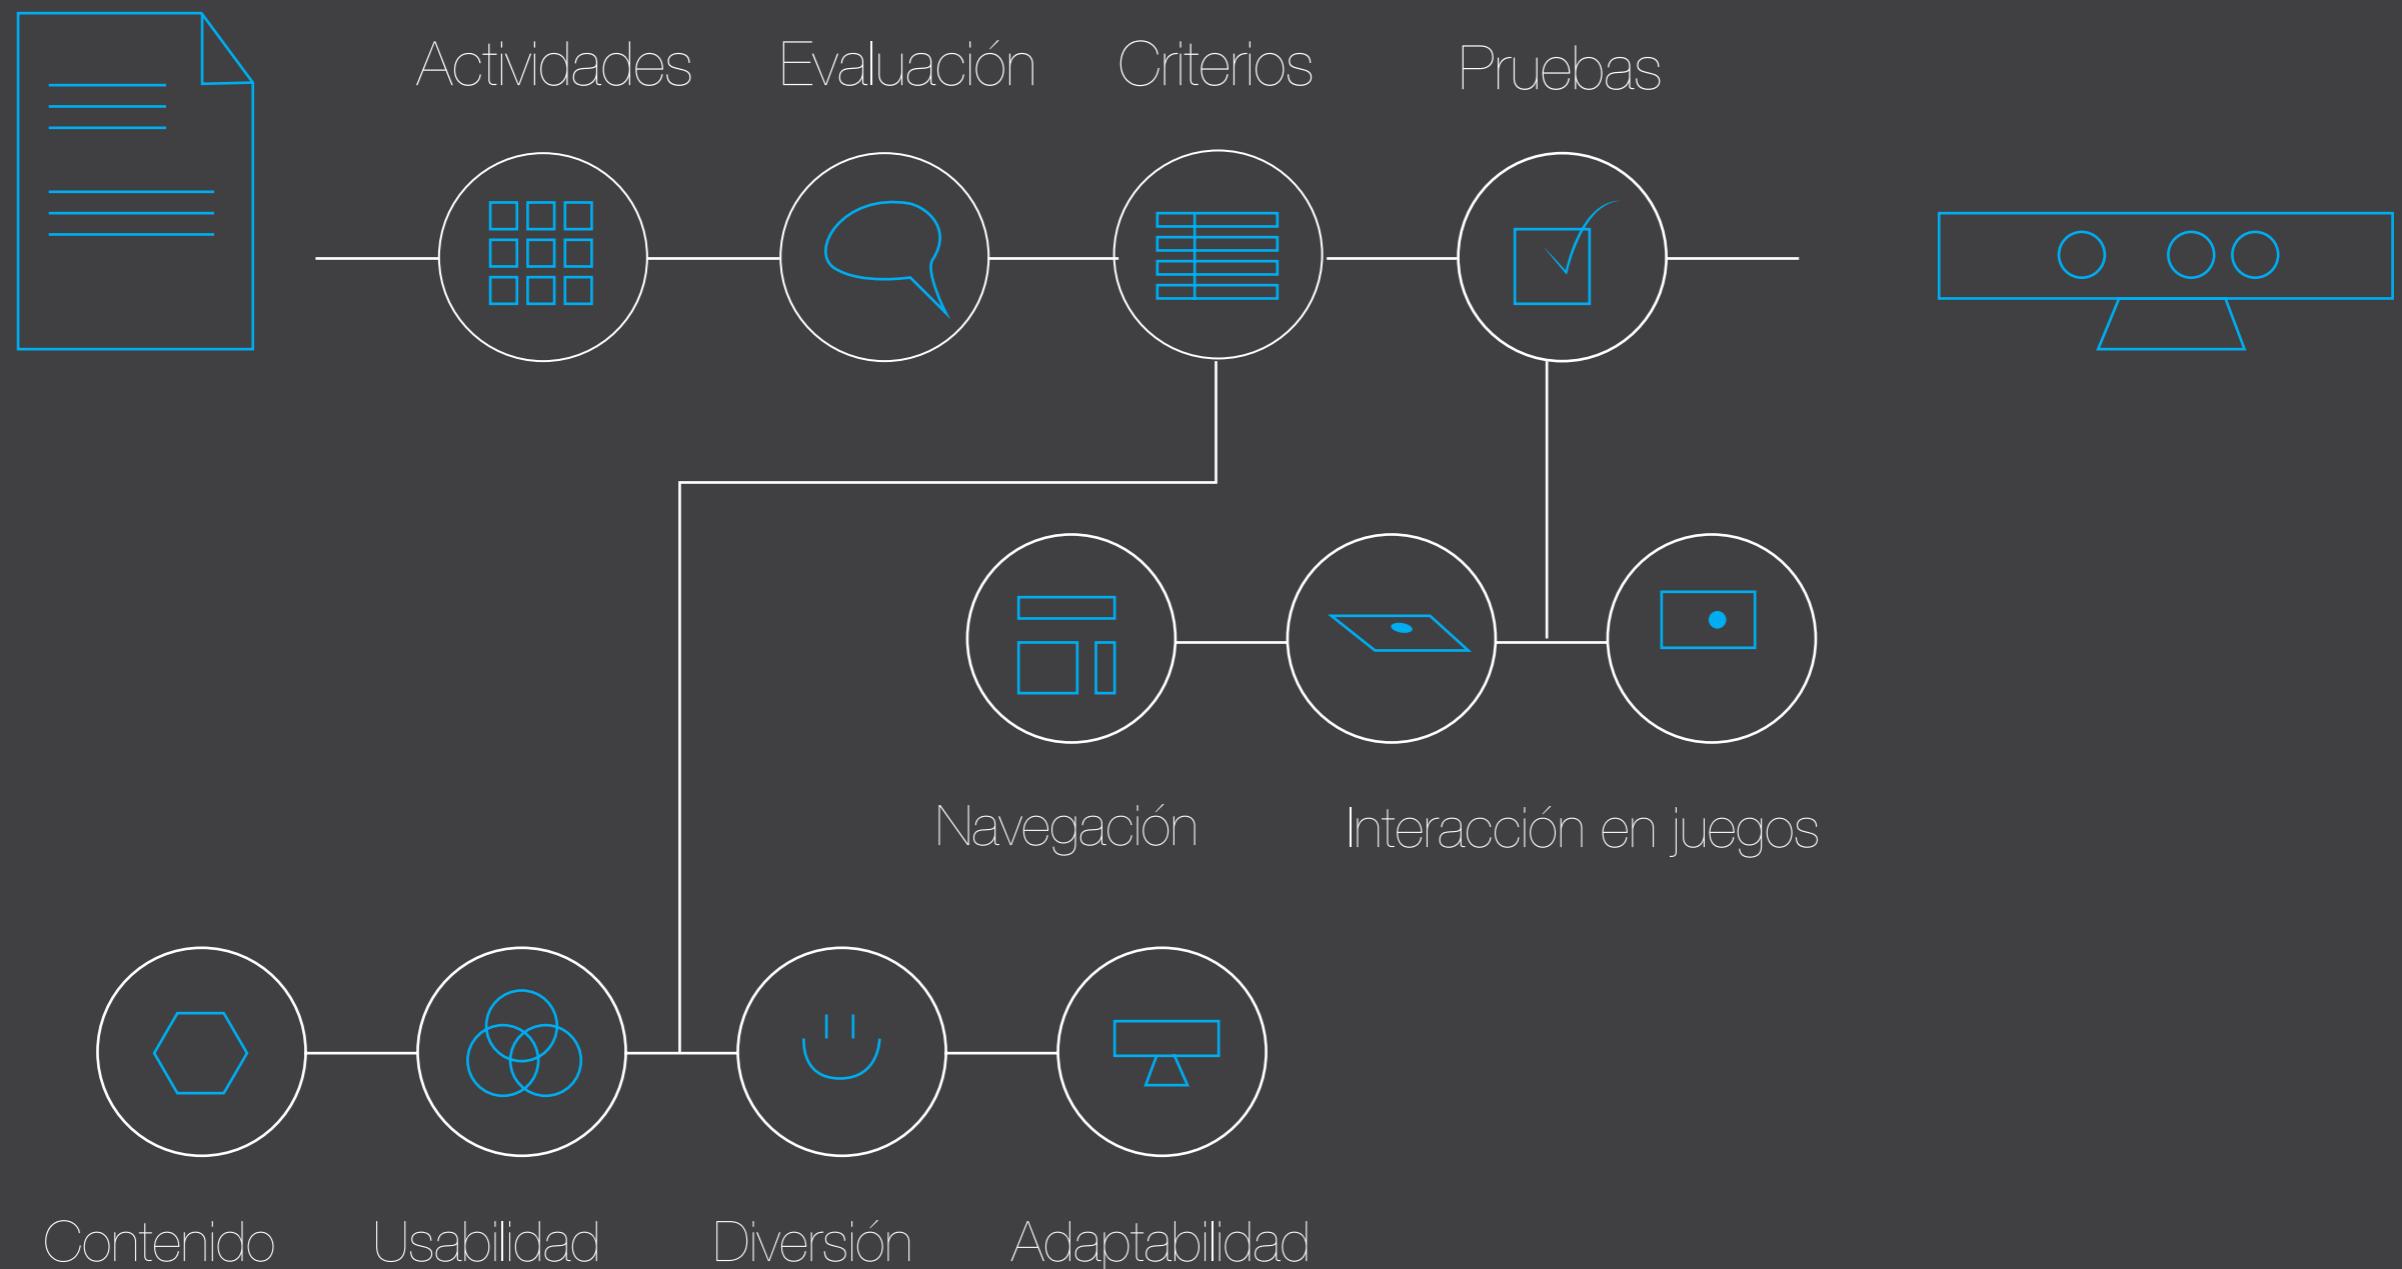 Actividades
Evaluación
Criterios
Pruebas
Navegación
Interacción en juegos
Contenido
Usabilidad
Diversión
Adaptabilidad